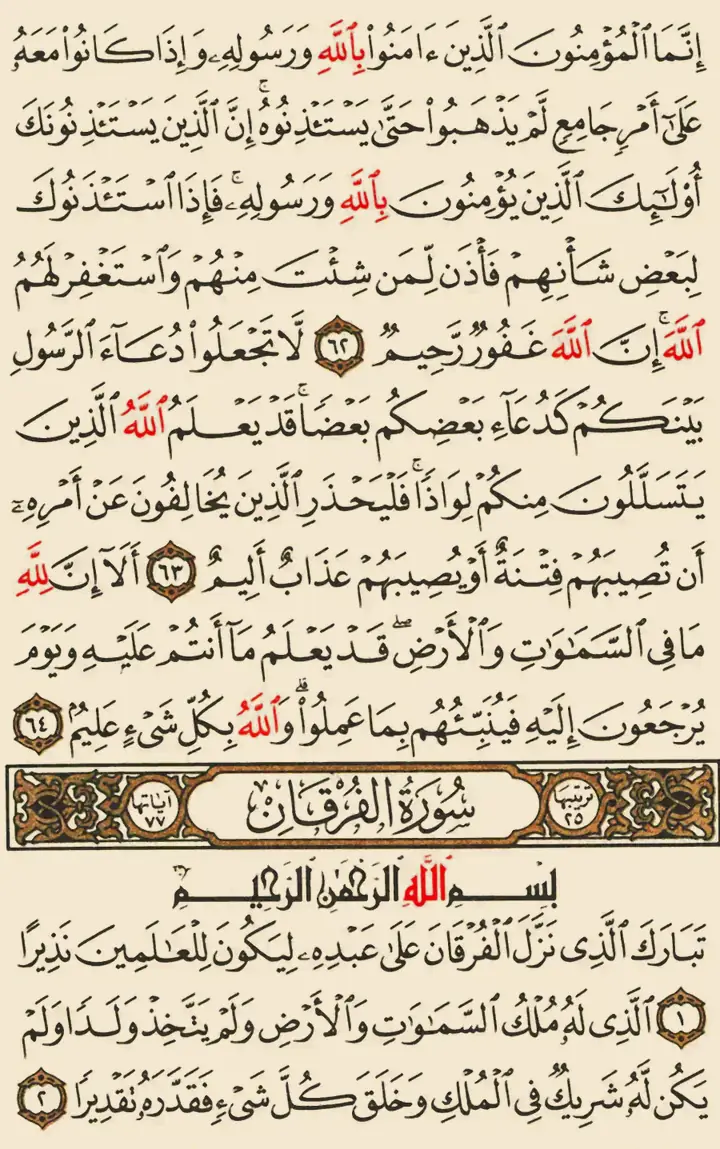 إِنَّمَا ٱلْمُؤْمِنُونَ ٱلَّذِينَ ءَامَنُوا۟ بِٱللَّهِ وَرَسُولِهِۦ وَإِذَا كَانُوا۟ مَعَهُۥ
عَلَىٰٓ أَمْرٍ جَامِعٍ لَّمْ يَذْهَبُوا۟ حَتَّىٰ يَسْتَـْٔذِنُوهُ ۚ إِنَّ ٱلَّذِينَ يَسْتَـْٔذِنُونَكَ
أُو۟لَـٰٓئِكَ ٱلَّذِينَ يُؤْمِنُونَ بِٱللَّهِ وَرَسُولِهِۦ ۚ فَإِذَا ٱسْتَـْٔذَنُوكَ
لِبَعْضِ شَأْنِهِمْ فَأْذَن لِّمَن شِئْتَ مِنْهُمْ وَٱسْتَغْفِرْ لَهُمُ
ٱللَّهَ ۚ إِنَّ ٱللَّهَ غَفُورٌ رَّحِيمٌ ٦٢ لَّا تَجْعَلُوا۟ دُعَآءَ ٱلرَّسُولِ
بَيْنَكُمْ كَدُعَآءِ بَعْضِكُم بَعْضًا ۚ قَدْ يَعْلَمُ ٱللَّهُ ٱلَّذِينَ
يَتَسَلَّلُونَ مِنكُمْ لِوَاذًا ۚ فَلْيَحْذَرِ ٱلَّذِينَ يُخَالِفُونَ عَنْ أَمْرِهِۦٓ
أَن تُصِيبَهُمْ فِتْنَةٌ أَوْ يُصِيبَهُمْ عَذَابٌ أَلِيمٌ ٦٣ أَلَآ إِنَّ لِلَّهِ
مَا فِى ٱلسَّمَـٰوَٰتِ وَٱلْأَرْضِ ۖ قَدْ يَعْلَمُ مَآ أَنتُمْ عَلَيْهِ وَيَوْمَ
يُرْجَعُونَ إِلَيْهِ فَيُنَبِّئُهُم بِمَا عَمِلُوا۟ ۗ وَٱللَّهُ بِكُلِّ شَىْءٍ عَلِيمٌۢ ٦٤
ترتيبها ٢٥ سُورَةُ الفُرْقَانِ آياتها ٧٧
بِسْمِ ٱللَّهِ ٱلرَّحْمَـٰنِ ٱلرَّحِيمِ
تَبَارَكَ ٱلَّذِى نَزَّلَ ٱلْفُرْقَانَ عَلَىٰ عَبْدِهِۦ لِيَكُونَ لِلْعَـٰلَمِينَ نَذِيرًا
١ ٱلَّذِى لَهُۥ مُلْكُ ٱلسَّمَـٰوَٰتِ وَٱلْأَرْضِ وَلَمْ يَتَّخِذْ وَلَدًا وَلَمْ
يَكُن لَّهُۥ شَرِيكٌ فِى ٱلْمُلْكِ وَخَلَقَ كُلَّ شَىْءٍ فَقَدَّرَهُۥ تَقْدِيرًا ٢